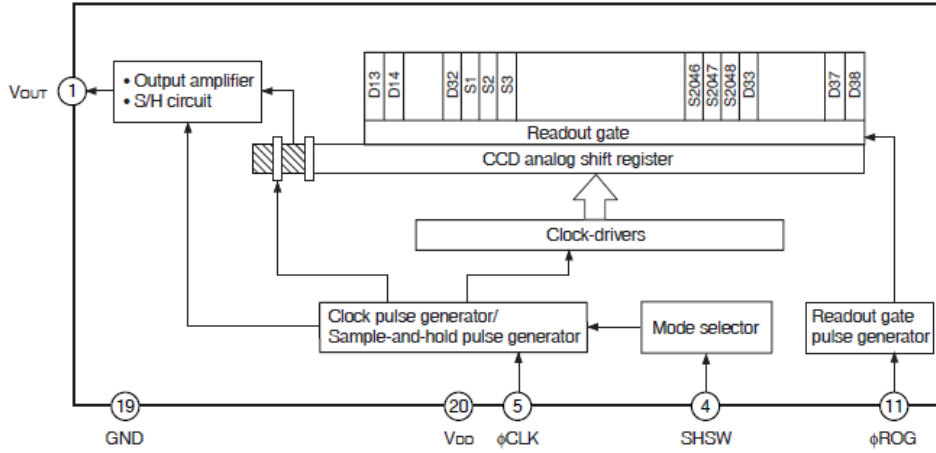 D13 D14 D32 S1 S2 S3 S2046 S2047 S2048 D33 D37 D38
• Output amplifier
• S/H circuit
VOUT 1
Readout gate
CCD analog shift register
Clock-drivers
Clock pulse generator/
Sample-and-hold pulse generator
Mode selector
Readout gate
pulse generator
19 20 5 4 11
GND VDD ϕCLK SHSW ϕROG